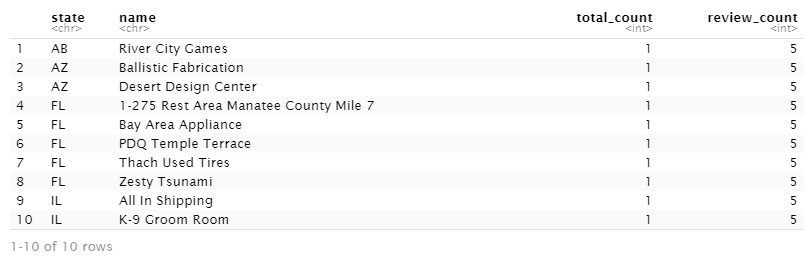 state name total_count review_count
<chr> <chr> <int> <int>
1 AB River City Games 1 5
2 AZ Ballistic Fabrication 1 5
3 AZ Desert Design Center 1 5
4 FL 1-275 Rest Area Manatee County Mile 7 1 5
5 FL Bay Area Appliance 1 5
6 FL PDQ Temple Terrace 1 5
7 FL Thach Used Tires 1 5
8 FL Zesty Tsunami 1 5
9 IL All In Shipping 1 5
10 IL K-9 Groom Room 1 5
1-10 of 10 rows